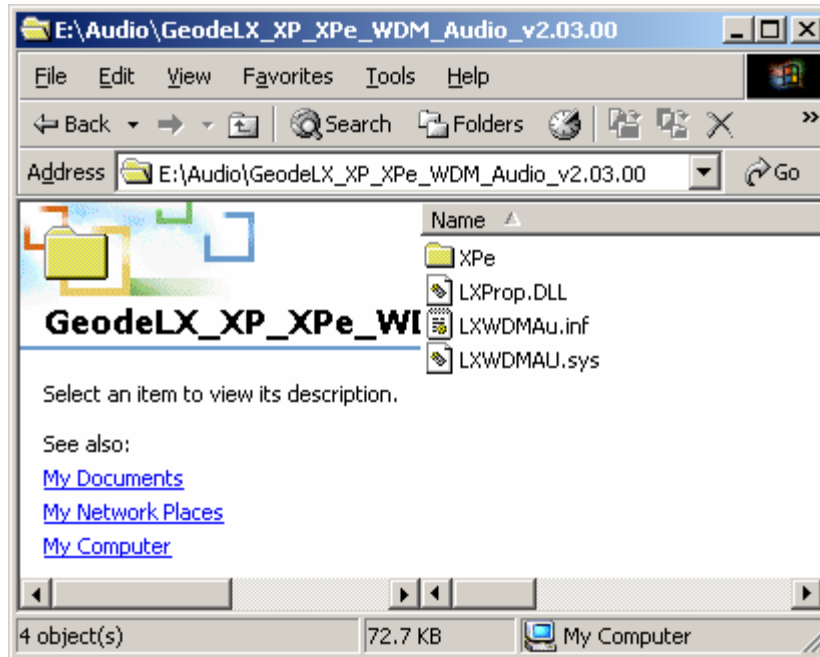 E:\Audio\GeodeLX_XP_XPe_WDM_Audio_v2.03.00
File Edit View Favorites Tools Help
Back Search Folders »
Address E:\Audio\GeodeLX_XP_XPe_WDM_Audio_v2.03.00 Go
Name
XPe
LXProp.DLL
GeodeLX_XP_XPe_WD
LXWDMAu.inf
LXWDMAU.sys
Select an item to view its description.
See also:
My Documents
My Network Places
My Computer
4 object(s) 72.7 KB My Computer